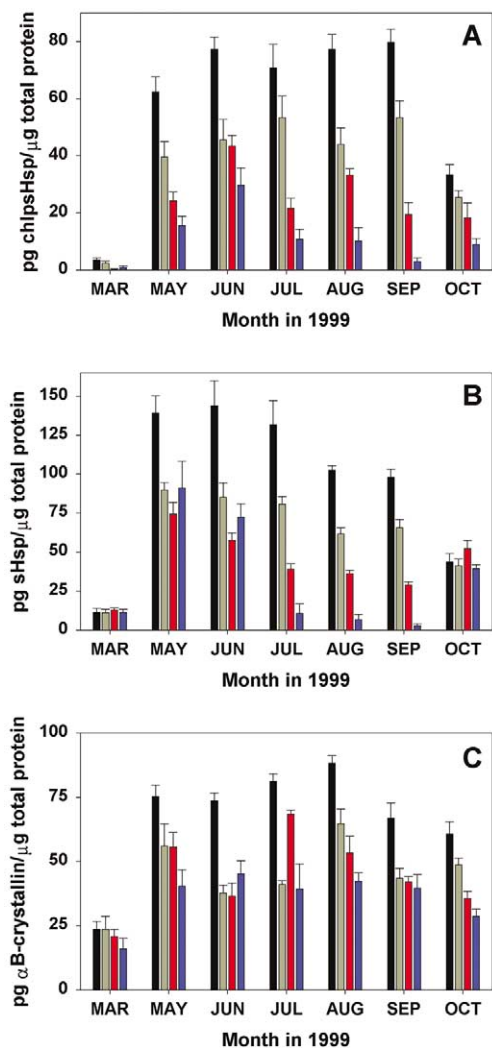 A
pg chlpsHsp/μg total protein
80
60
40
20
0
MAR MAY JUN JUL AUG SEP OCT
Month in 1999
B
pg sHsp/μg total protein
150
125
100
75
50
25
0
MAR MAY JUN JUL AUG SEP OCT
Month in 1999
C
pg αB-crystallin/μg total protein
100
75
50
25
0
MAR MAY JUN JUL AUG SEP OCT
Month in 1999